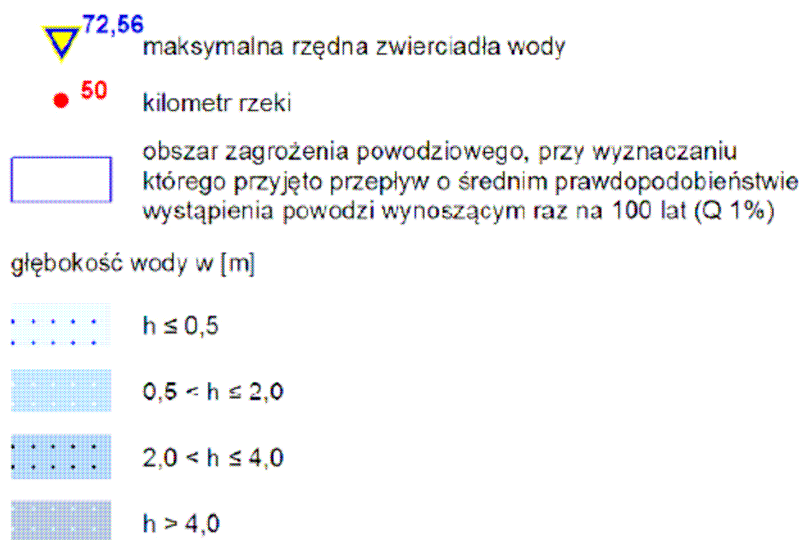 72,56
maksymalna rzędna zwierciadła wody
50
kilometr rzeki
obszar zagrożenia powodziowego, przy wyznaczaniu
którego przyjęto przepływ o średnim prawdopodobieństwie
wystąpienia powodzi wynoszącym raz na 100 lat (Q 1%)
głębokość wody w [m]
h ≤ 0,5
0,5 < h ≤ 2,0
2,0 < h ≤ 4,0
h > 4,0